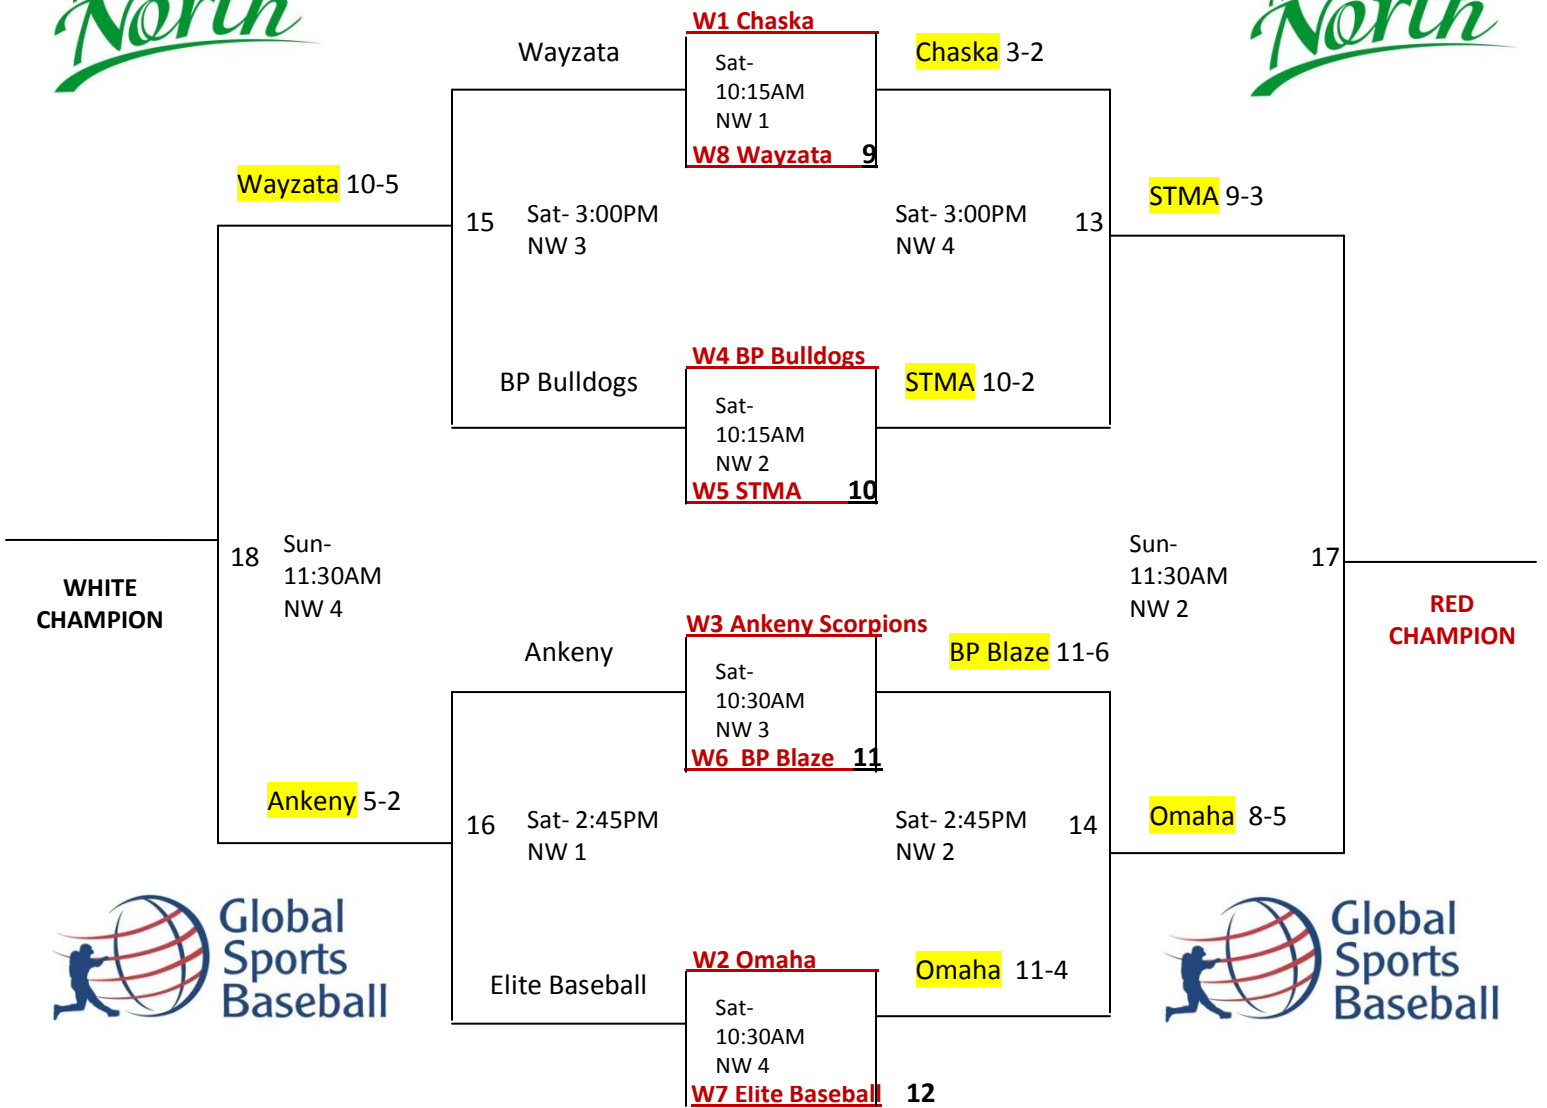 North
North
W1 Chaska
Wayzata
Chaska 3-2
Sat-
10:15AM
NW 1
W8 Wayzata 9
Wayzata 10-5
STMA 9-3
15 Sat- 3:00PM
NW 3
Sat- 3:00PM 13
NW 4
W4 BP Bulldogs
BP Bulldogs
STMA 10-2
Sat-
10:15AM
NW 2
W5 STMA 10
18 Sun-
11:30AM
NW 4
Sun- 17
11:30AM
NW 2
WHITE
CHAMPION
RED
CHAMPION
W3 Ankeny Scorpions
Ankeny
BP Blaze 11-6
Sat-
10:30AM
NW 3
W6 BP Blaze 11
Ankeny 5-2
Omaha 8-5
16 Sat- 2:45PM
NW 1
Sat- 2:45PM 14
NW 2
Global
Sports
Baseball
Global
Sports
Baseball
W2 Omaha
Elite Baseball
Omaha 11-4
Sat-
10:30AM
NW 4
W7 Elite Baseball 12